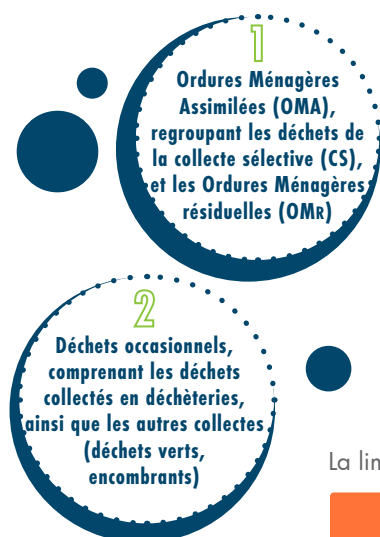 1
Ordures Ménagères
Assimilées (OMA),
regroupant les déchets de
la collecte sélective (CS),
et les Ordures Ménagères
résiduelles (OMR)
2
Déchets occasionnels,
comprenant les déchets
collectés en déchèteries,
ainsi que les autres collectes
(déchets verts,
encombrants)
La